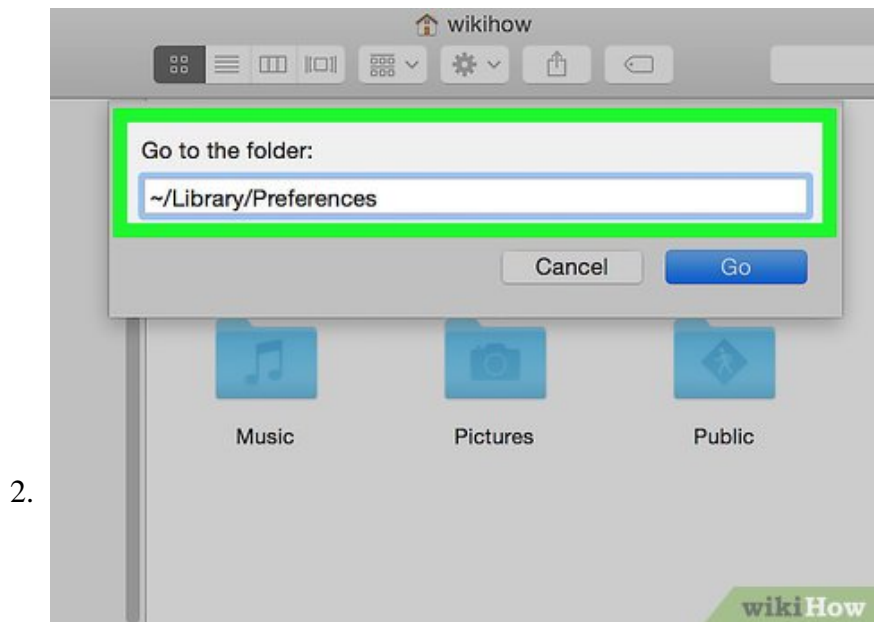 wikihow
Go to the folder:
~/Library/Preferences
Cancel Go
Music Pictures Public
2.
wikiHow